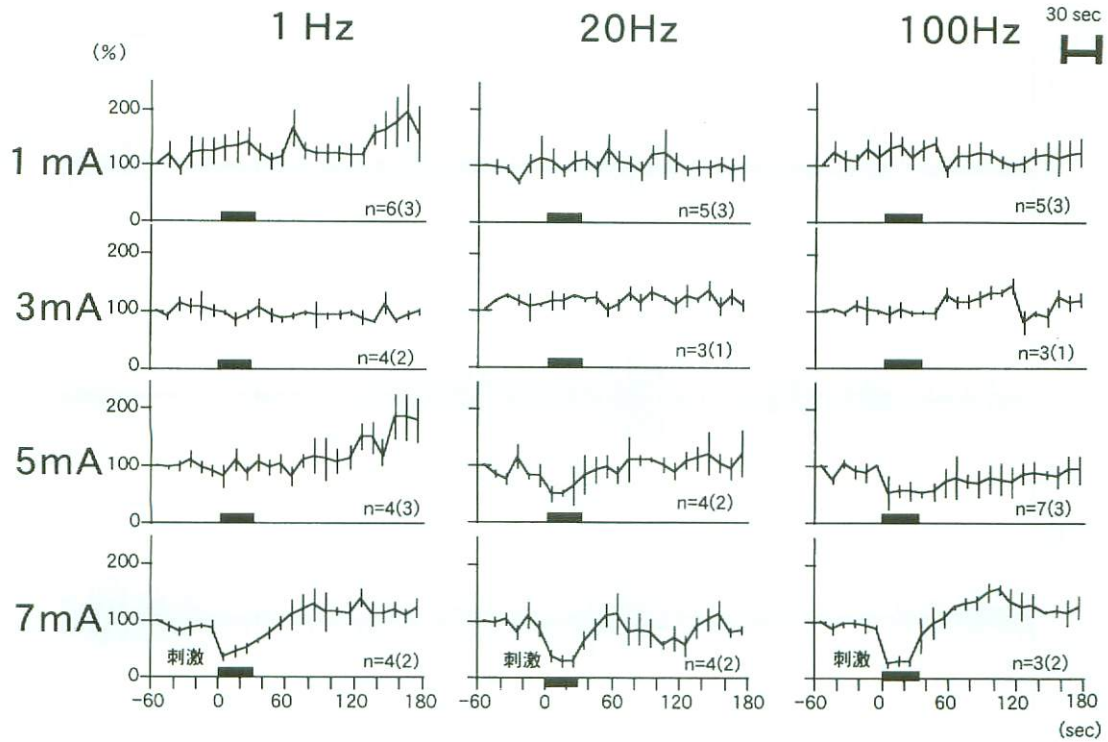 1 Hz 20Hz 100Hz 30 sec
(%)
200
1 mA 100
0 n=6(3) n=5(3) n=5(3)
200
3mA 100
0 n=4(2) n=3(1) n=3(1)
200
5mA 100
0 n=4(3) n=4(2) n=7(3)
200
7mA 100
刺激 n=4(2) 刺激 n=4(2) 刺激 n=3(2)
0
-60 0 60 120 180 -60 0 60 120 180 -60 0 60 120 180
(sec)